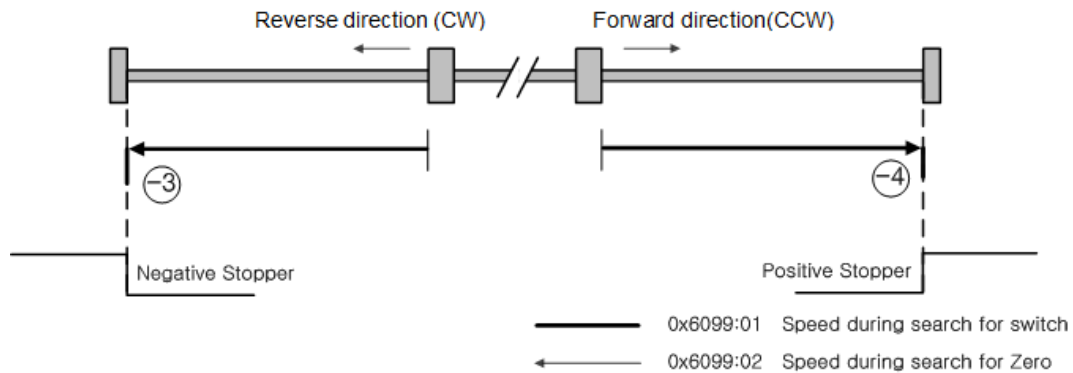 Reverse direction (CW)
Forward direction(CCW)
−3
−4
Negative Stopper
Positive Stopper
0x6099:01 Speed during search for switch
0x6099:02 Speed during search for Zero